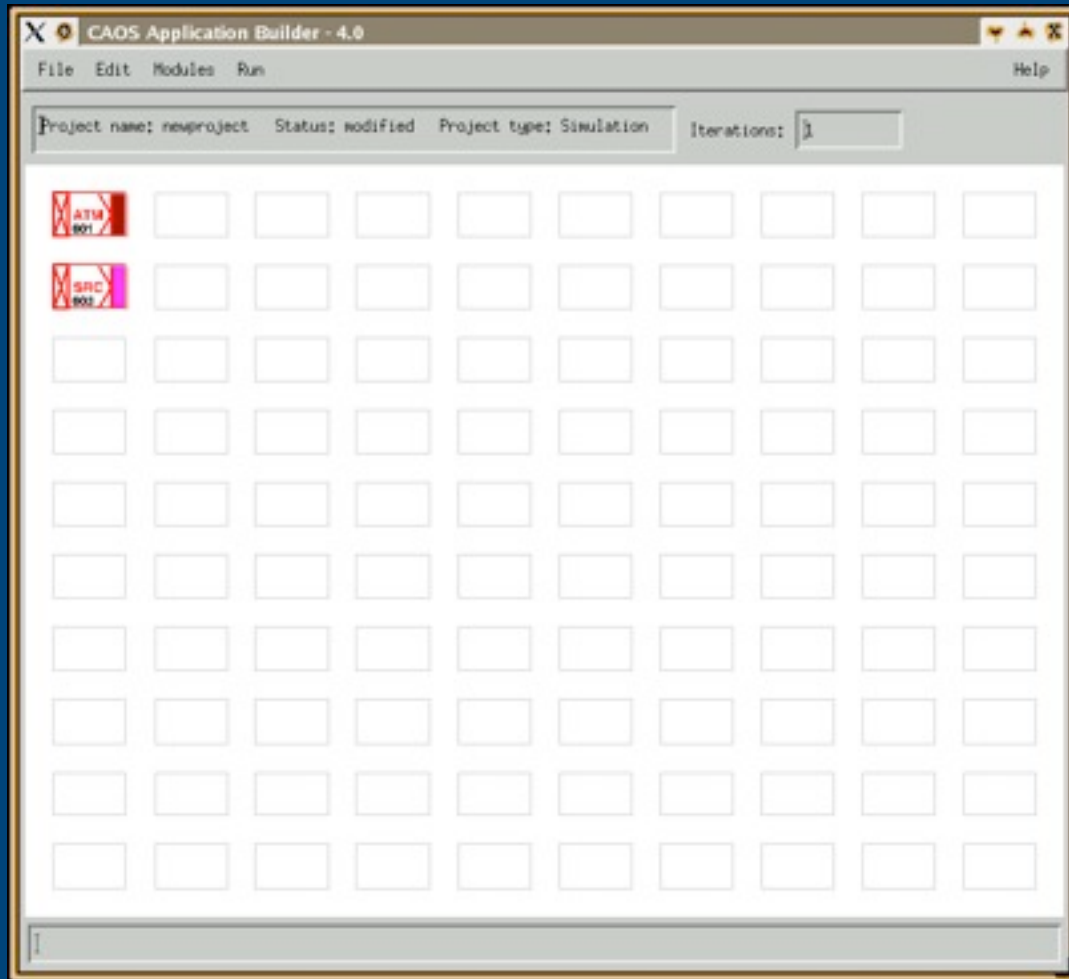 CAOS Application Builder - 4.0
File Edit Modules Run Help
Project name: newproject Status: modified Project type: Simulation Iterations: 1
ATM
001
SRC
002